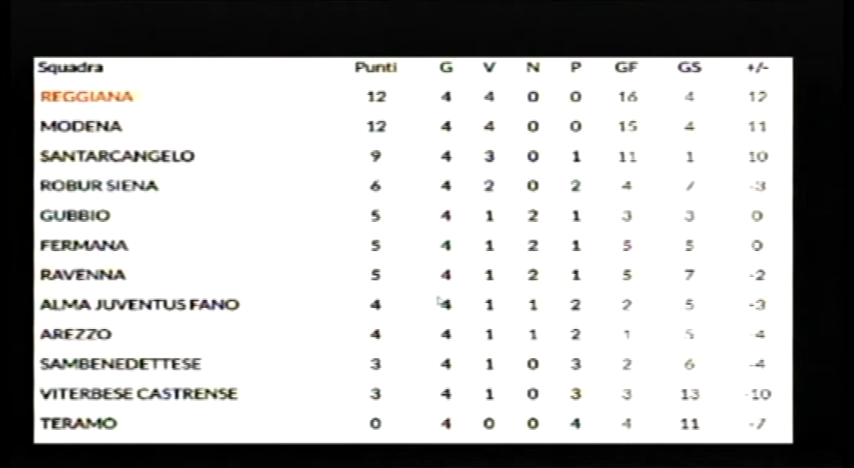 Squadra Punti G V N P GF GS +/-
REGGIANA 12 4 4 0 0 16 4 12
MODENA 12 4 4 0 0 15 4 11
SANTARCANGELO 9 4 3 0 1 11 1 10
ROBUR SIENA 6 4 2 0 2 4 7 -3
GUBBIO 5 4 1 2 1 3 3 0
FERMANA 5 4 1 2 1 5 5 0
RAVENNA 5 4 1 2 1 5 7 -2
ALMA JUVENTUS FANO 4 4 1 1 2 2 5 -3
AREZZO 4 4 1 1 2 1 5 -4
SAMBENEDETTESE 3 4 1 0 3 2 6 -4
VITERBESE CASTRENSE 3 4 1 0 3 3 13 -10
TERAMO 0 4 0 0 4 4 11 -7